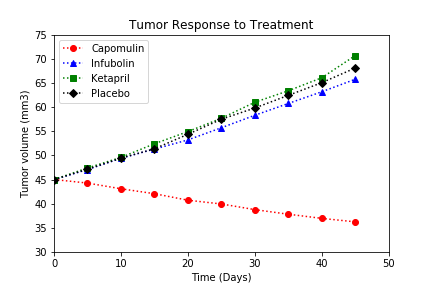 Tumor Response to Treatment
Capomulin
Infubolin
Ketapril
Placebo
Tumor volume (mm3)
75
70
65
60
55
50
45
40
35
30
0
10
20
30
40
50
Time (Days)